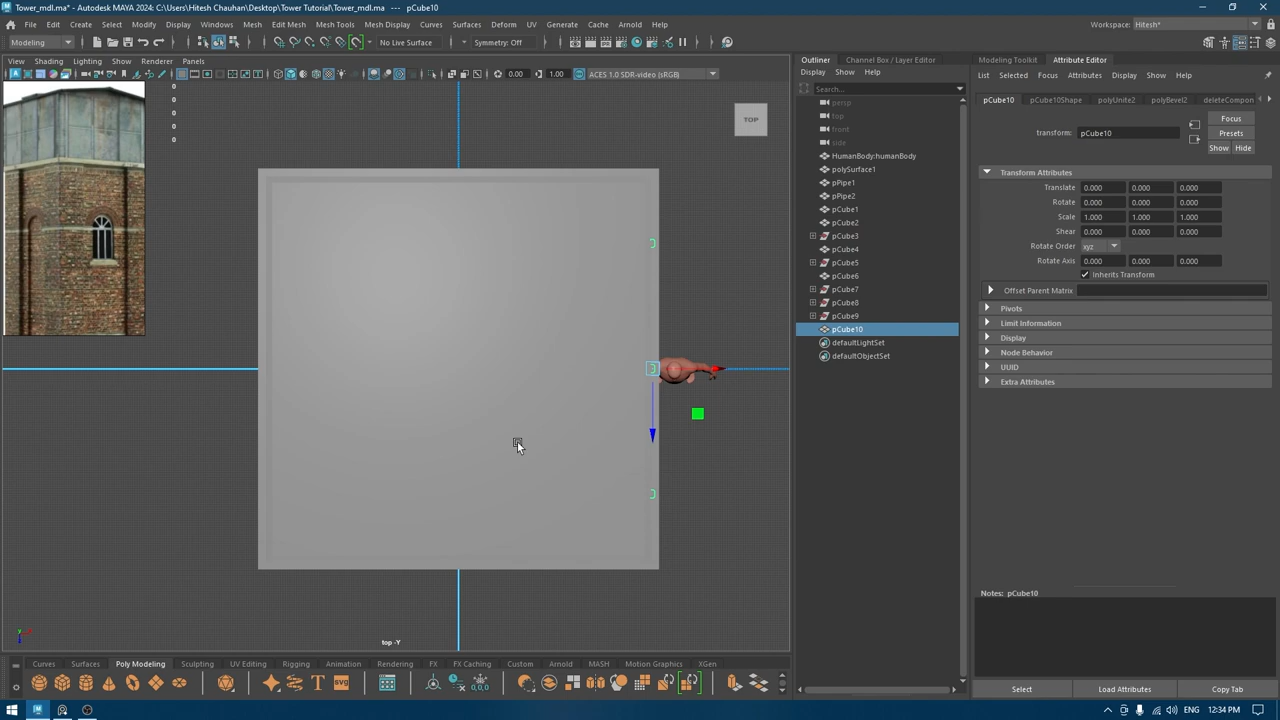 Tower_mdl.ma* - Autodesk MAYA 2024: C:\Users\Hitesh Chauhan\Desktop\Tower Tutorial\Tower_mdl.ma* --- pCube10
File Edit Create Select Modify Display Windows Mesh Edit Mesh Mesh Tools Mesh Display Curves Surfaces Deform UV Generate Cache Arnold Help
Workspace: Hitesh*
Modeling
No Live Surface
Symmetry: Off
View Shading Lighting Show Renderer Panels
0.00
1.00
ACES 1.0 SDR-video (sRGB)
0
0
0
0
0
TOP
top -Y
Outliner
Channel Box / Layer Editor
Display Show Help
Search...
persp
top
front
side
HumanBody:humanBody
polySurface1
pPipe1
pPipe2
pCube1
pCube2
pCube3
pCube4
pCube5
pCube6
pCube7
pCube8
pCube9
pCube10
defaultLightSet
defaultObjectSet
Modeling Toolkit
Attribute Editor
List Selected Focus Attributes Display Show Help
pCube10 pCube10Shape polyUnite2 polyBevel2 deleteCompon
Focus
transform: pCube10
Presets
Show Hide
Transform Attributes
Translate 0.000 0.000 0.000
Rotate 0.000 0.000 0.000
Scale 1.000 1.000 1.000
Shear 0.000 0.000 0.000
Rotate Order xyz
Rotate Axis 0.000 0.000 0.000
Inherits Transform
Offset Parent Matrix
Pivots
Limit Information
Display
Node Behavior
UUID
Extra Attributes
Notes: pCube10
Select Load Attributes Copy Tab
Curves Surfaces Poly Modeling Sculpting UV Editing Rigging Animation Rendering FX FX Caching Custom Arnold MASH Motion Graphics XGen
SVG
0,0,0
ENG 12:34 PM